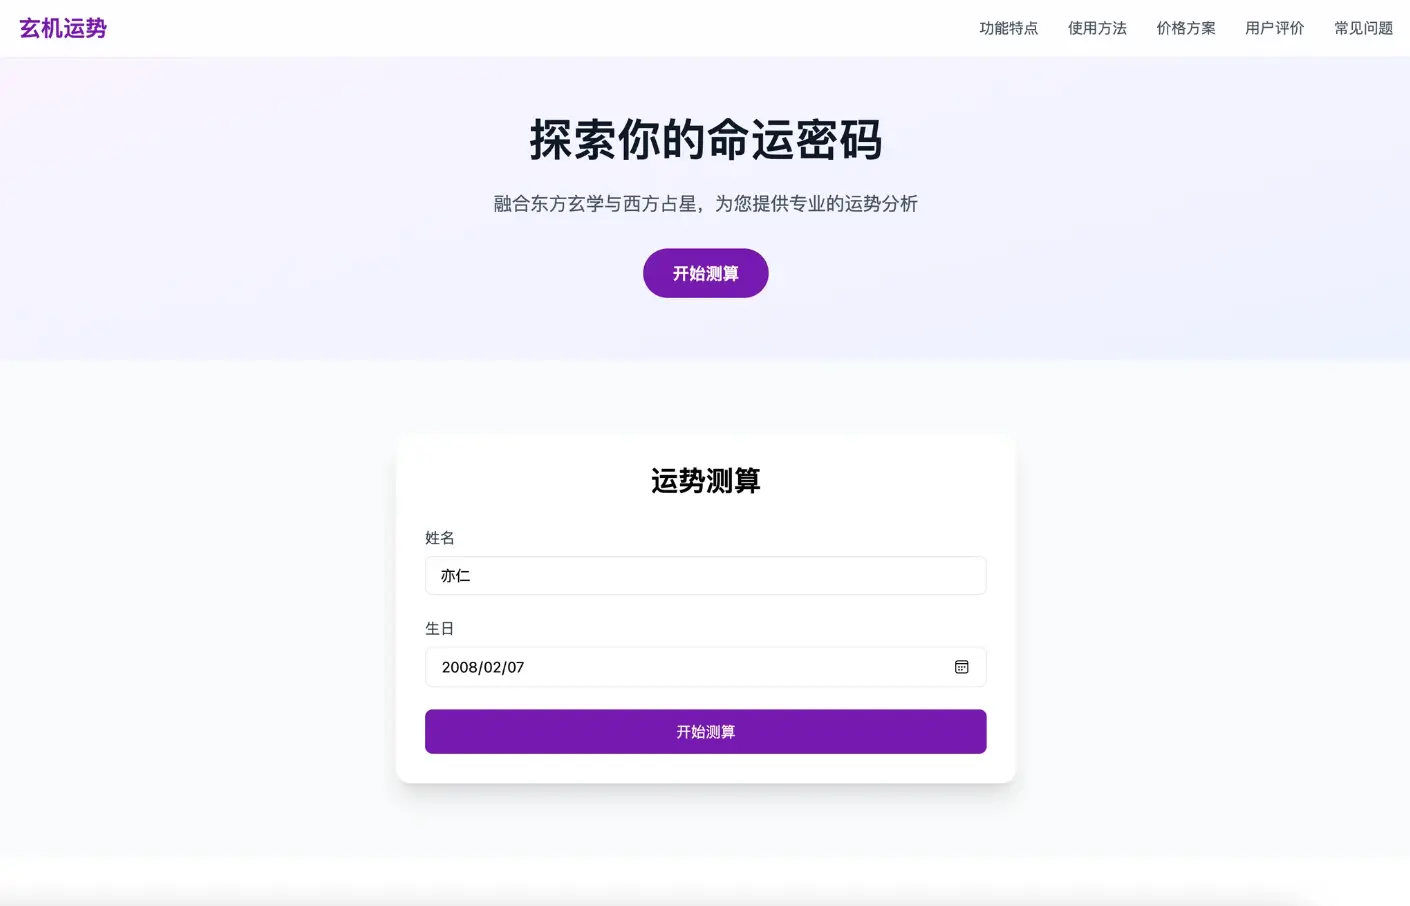 玄机运势
功能特点 使用方法 价格方案 用户评价 常见问题
探索你的命运密码
融合东方玄学与西方占星，为您提供专业的运势分析
开始测算
运势测算
姓名
亦仁
生日
2008/02/07
开始测算